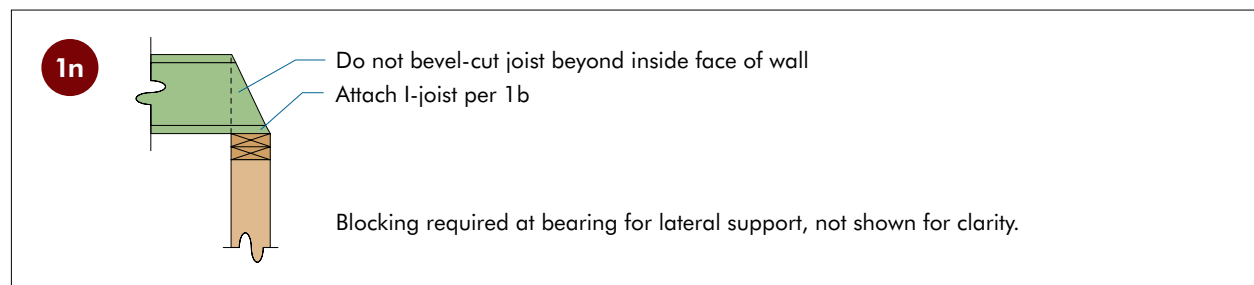 1n
Do not bevel-cut joist beyond inside face of wall
Attach I-joist per 1b
Blocking required at bearing for lateral support, not shown for clarity.